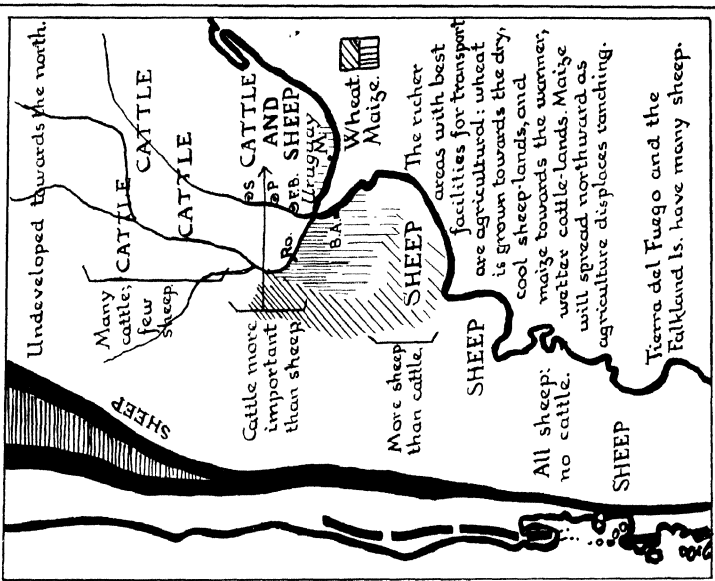 Undeveloped towards the north.
CATTLE
CATTLE
CATTLE
Many
cattle;
few
sheep.
SHEEP
CATTLE
AND
SHEEP
S
P
F.B.
Uruguay
M.
Ro.
B.A.
Wheat.
Maize.
Cattle more
important
than sheep
SHEEP
More sheep
than cattle.
SHEEP
The richer
areas with best
facilities for transport
are agricultural: wheat
is grown towards the dry,
cool sheep-lands, and
maize towards the warmer,
wetter cattle-lands. Maize
will spread northward as
agriculture displaces ranching.
All sheep:
no cattle.
SHEEP
Tierra del Fuego and the
Falkland Is. have many sheep.